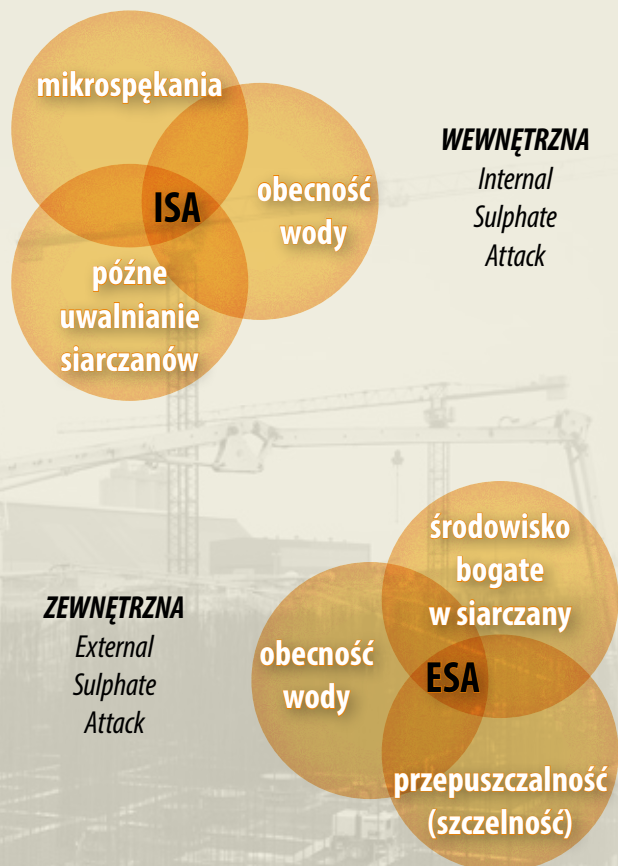 mikrospękania
obecność
wody
ISA
późne
uwalnianie
siarczanów
WEWNĘTRZNA
Internal
Sulphate
Attack
środowisko
bogate
w siarczany
obecność
wody
ESA
przepuszczalność
(szczelność)
ZEWNĘTRZNA
External
Sulphate
Attack